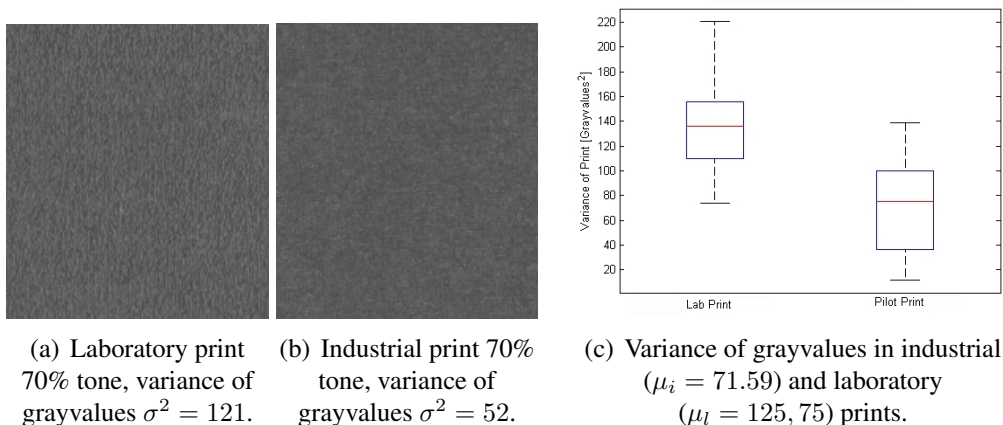 220
200
180
160
140
120
100
80
60
40
20
Variance of Print [Grayvalues²]
Lab Print
Pilot Print
(a) Laboratory print
70% tone, variance of
grayvalues σ² = 121.
(b) Industrial print 70%
tone, variance of
grayvalues σ² = 52.
(c) Variance of grayvalues in industrial
(μᵢ = 71.59) and laboratory
(μₗ = 125, 75) prints.